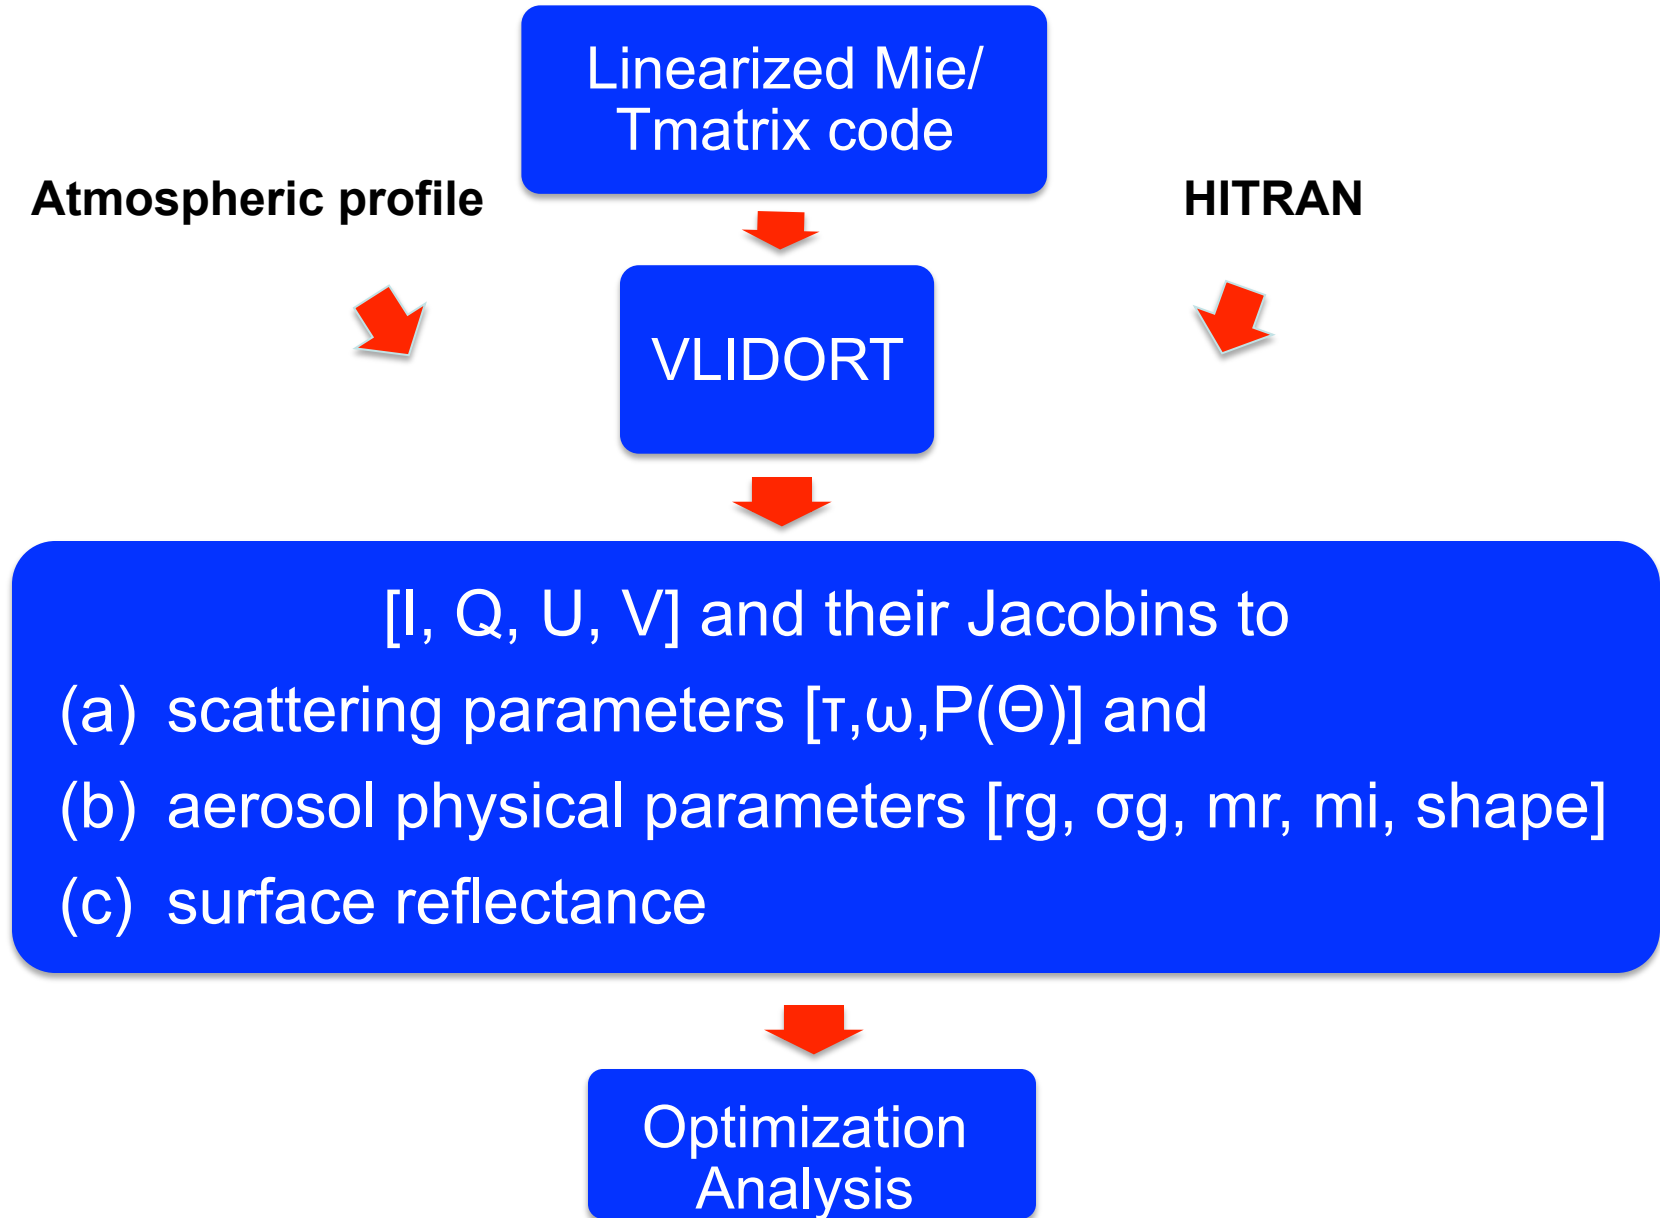 Linearized Mie/
Tmatrix code
Atmospheric profile
HITRAN
VLIDORT
[I, Q, U, V] and their Jacobins to
(a) scattering parameters [τ,ω,P(Θ)] and
(b) aerosol physical parameters [rg, σg, mr, mi, shape]
(c) surface reflectance
Optimization
Analysis